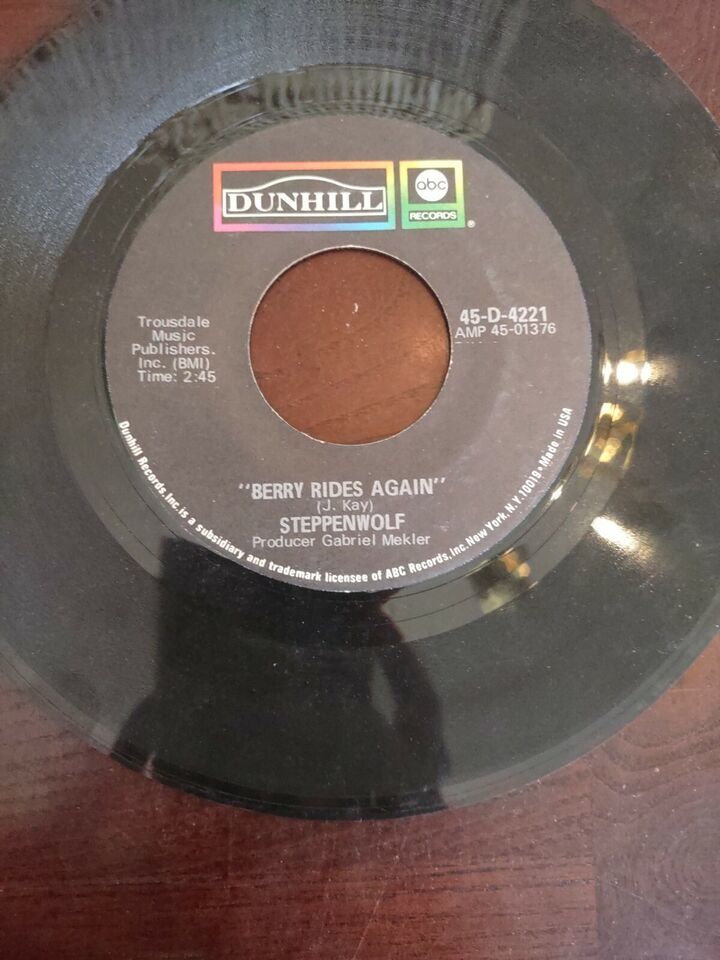 DUNHILL
abc
RECORDS
®
Trousdale
Music
Publishers.
Inc. (BMI)
Time: 2:45
45-D-4221
AMP 45-01376
"BERRY RIDES AGAIN"
(J. Kay)
STEPPENWOLF
Producer Gabriel Mekler
Dunhill Records, Inc. is a subsidiary and trademark licensee of ABC Records, Inc. New York, N.Y. 10019 • Made in USA